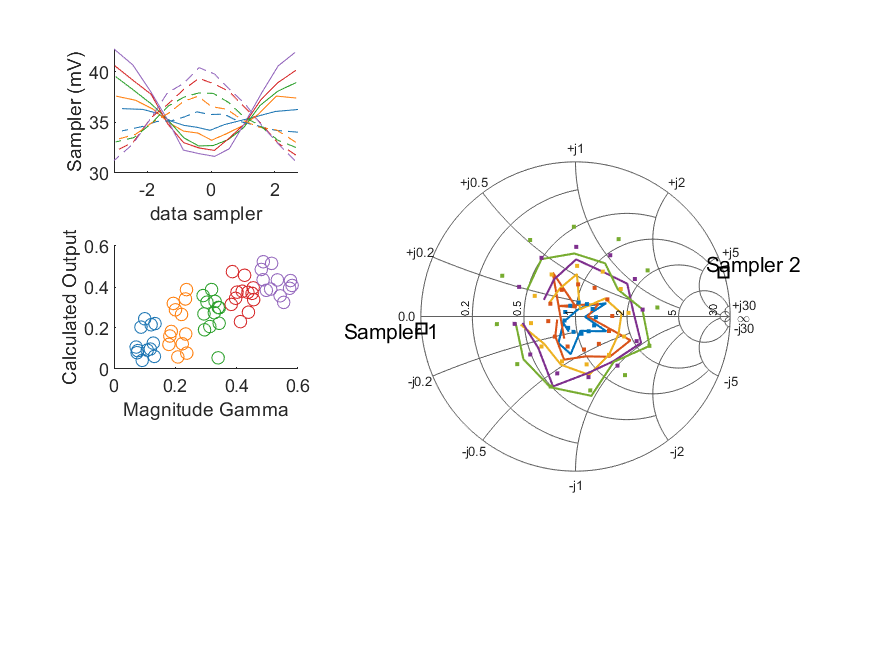 Sampler (mV)
40
35
30
-2
0
2
data sampler
Calculated Output
0.6
0.4
0.2
0
0
0.2
0.4
0.6
Magnitude Gamma
+j1
+j0.5
+j2
+j0.2
+j5
Sampler 2
0.0
0.2
0.5
2
5
30
+j30
∞
-j30
Sampler 1
-j0.2
-j5
-j0.5
-j2
-j1